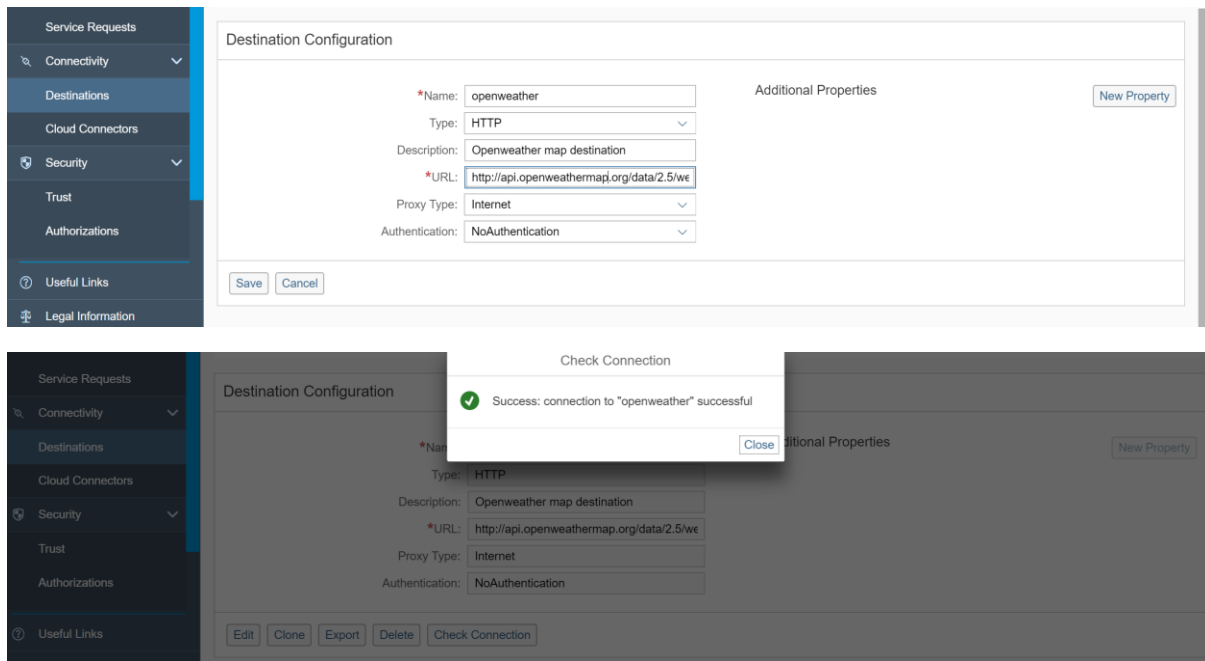 Service Requests
Connectivity
Destinations
Cloud Connectors
Security
Trust
Authorizations
Useful Links
Legal Information
Destination Configuration
*Name: openweather
Type: HTTP
Description: Openweather map destination
*URL: http://api.openweathermap.org/data/2.5/we
Proxy Type: Internet
Authentication: NoAuthentication
Additional Properties
New Property
Save Cancel
Service Requests
Connectivity
Destinations
Cloud Connectors
Security
Trust
Authorizations
Useful Links
Destination Configuration
Check Connection
Success: connection to "openweather" successful
Close
*Nam
ditional Properties
New Property
Type: HTTP
Description: Openweather map destination
*URL: http://api.openweathermap.org/data/2.5/we
Proxy Type: Internet
Authentication: NoAuthentication
Edit Clone Export Delete Check Connection